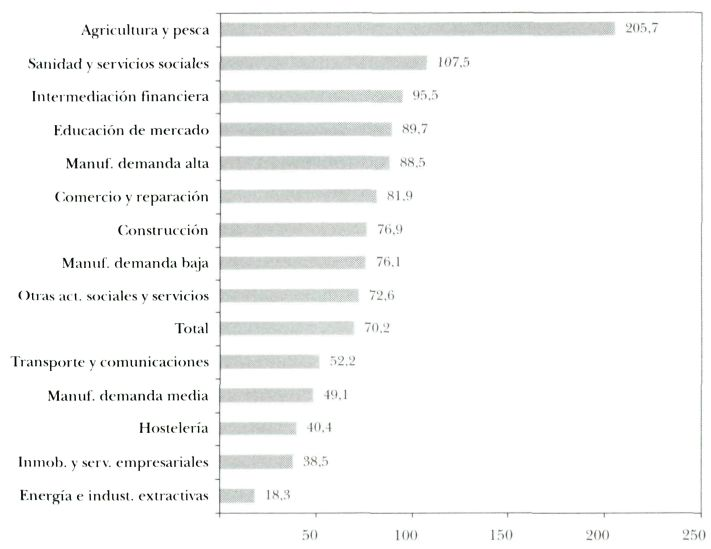 Agricultura y pesca 205,7
Sanidad y servicios sociales 107,5
Intermediación financiera 95,5
Educación de mercado 89,7
Manuf. demanda alta 88,5
Comercio y reparación 81,9
Construcción 76,9
Manuf. demanda baja 76,1
Otras act. sociales y servicios 72,6
Total 70,2
Transporte y comunicaciones 52,2
Manuf. demanda media 49,1
Hostelería 40,4
Inmob. y serv. empresariales 38,5
Energía e indust. extractivas 18,3
50 100 150 200 250